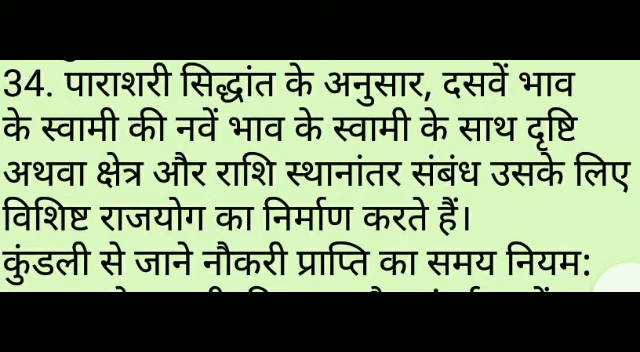 34. पाराशरी सिद्धांत के अनुसार, दसवें भाव
के स्वामी की नवें भाव के स्वामी के साथ दृष्टि
अथवा क्षेत्र और राशि स्थानांतर संबंध उसके लिए
विशिष्ट राजयोग का निर्माण करते हैं।
कुंडली से जाने नौकरी प्राप्ति का समय नियम: